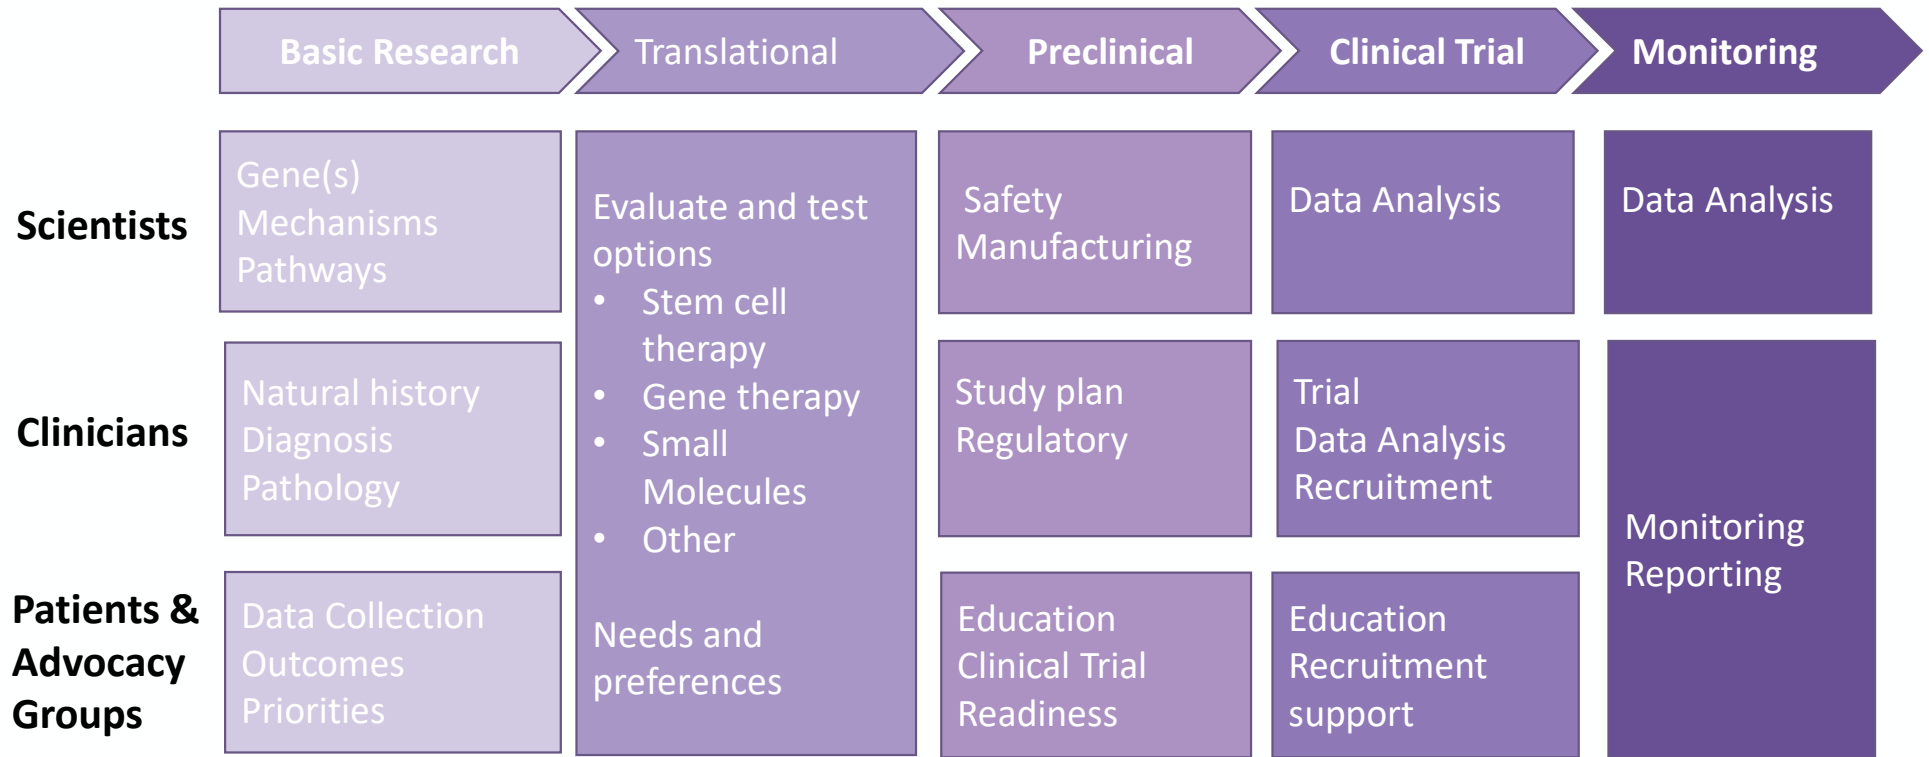 Basic Research
Translational
Preclinical
Clinical Trial
Monitoring
Scientists
Gene(s)
Mechanisms
Pathways
Evaluate and test
options
• Stem cell
therapy
• Gene therapy
• Small
Molecules
• Other
Needs and
preferences
Safety
Manufacturing
Data Analysis
Data Analysis
Clinicians
Natural history
Diagnosis
Pathology
Study plan
Regulatory
Trial
Data Analysis
Recruitment
Monitoring
Reporting
Patients &
Advocacy
Groups
Data Collection
Outcomes
Priorities
Education
Clinical Trial
Readiness
Education
Recruitment
support